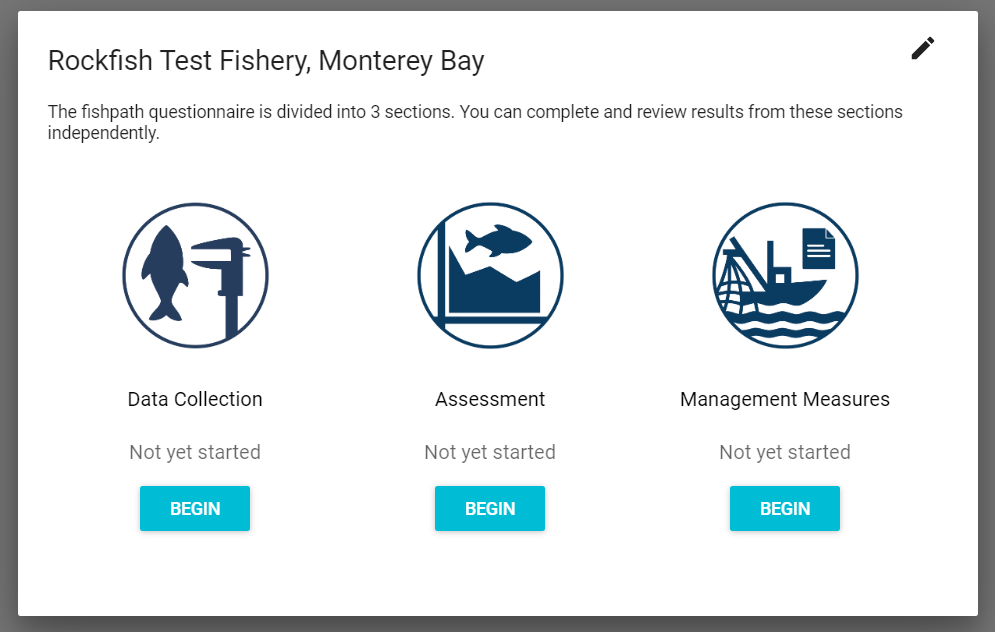 Rockfish Test Fishery, Monterey Bay
The fishpath questionnaire is divided into 3 sections. You can complete and review results from these sections
independently.
Data Collection
Assessment
Management Measures
Not yet started
Not yet started
Not yet started
BEGIN
BEGIN
BEGIN